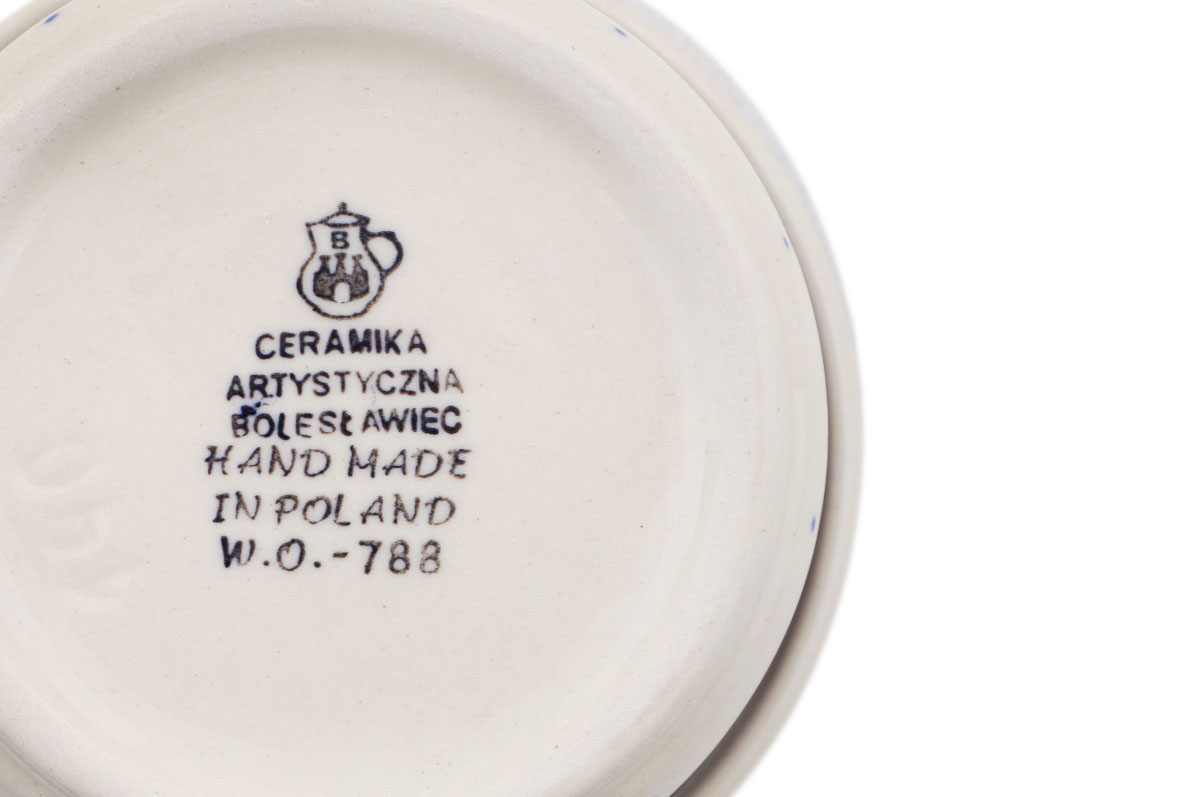 B
CERAMIKA
ARTYSTYCZNA
BOLESŁAWIEC
HAND MADE
IN POLAND
W.O.-788